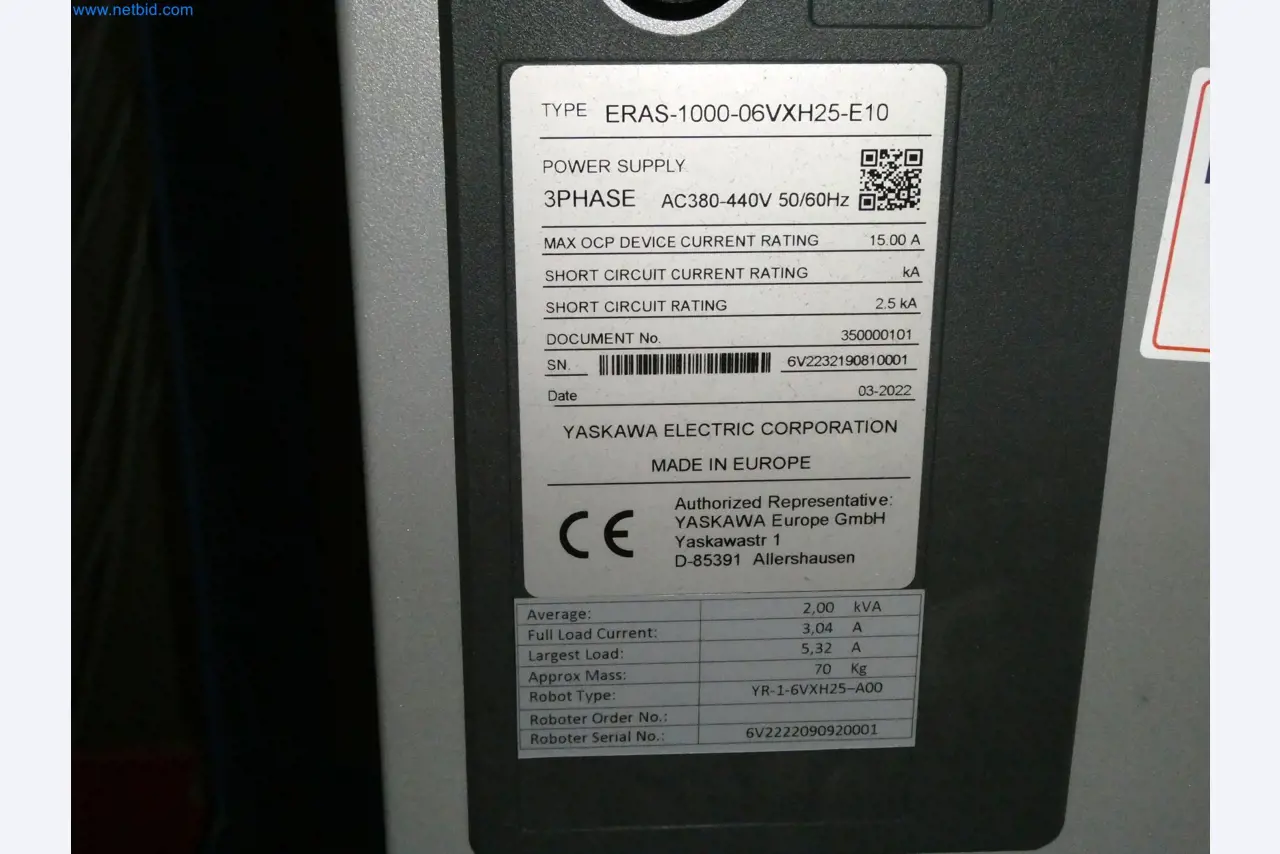 www.netbid.com
TYPE ERAS-1000-06VXH25-E10
POWER SUPPLY
3PHASE AC380-440V 50/60Hz
MAX OCP DEVICE CURRENT RATING 15.00 A
SHORT CIRCUIT CURRENT RATING kA
SHORT CIRCUIT RATING 2.5 kA
DOCUMENT No. 350000101
SN. 6V2232190810001
Date 03-2022
YASKAWA ELECTRIC CORPORATION
MADE IN EUROPE
CE
Authorized Representative:
YASKAWA Europe GmbH
Yaskawastr 1
D-85391 Allershausen
Average: 2,00 kVA
Full Load Current: 3,04 A
Largest Load: 5,32 A
Approx Mass: 70 Kg
Robot Type: YR-1-6VXH25-A00
Roboter Order No.:
Roboter Serial No.: 6V2222090920001